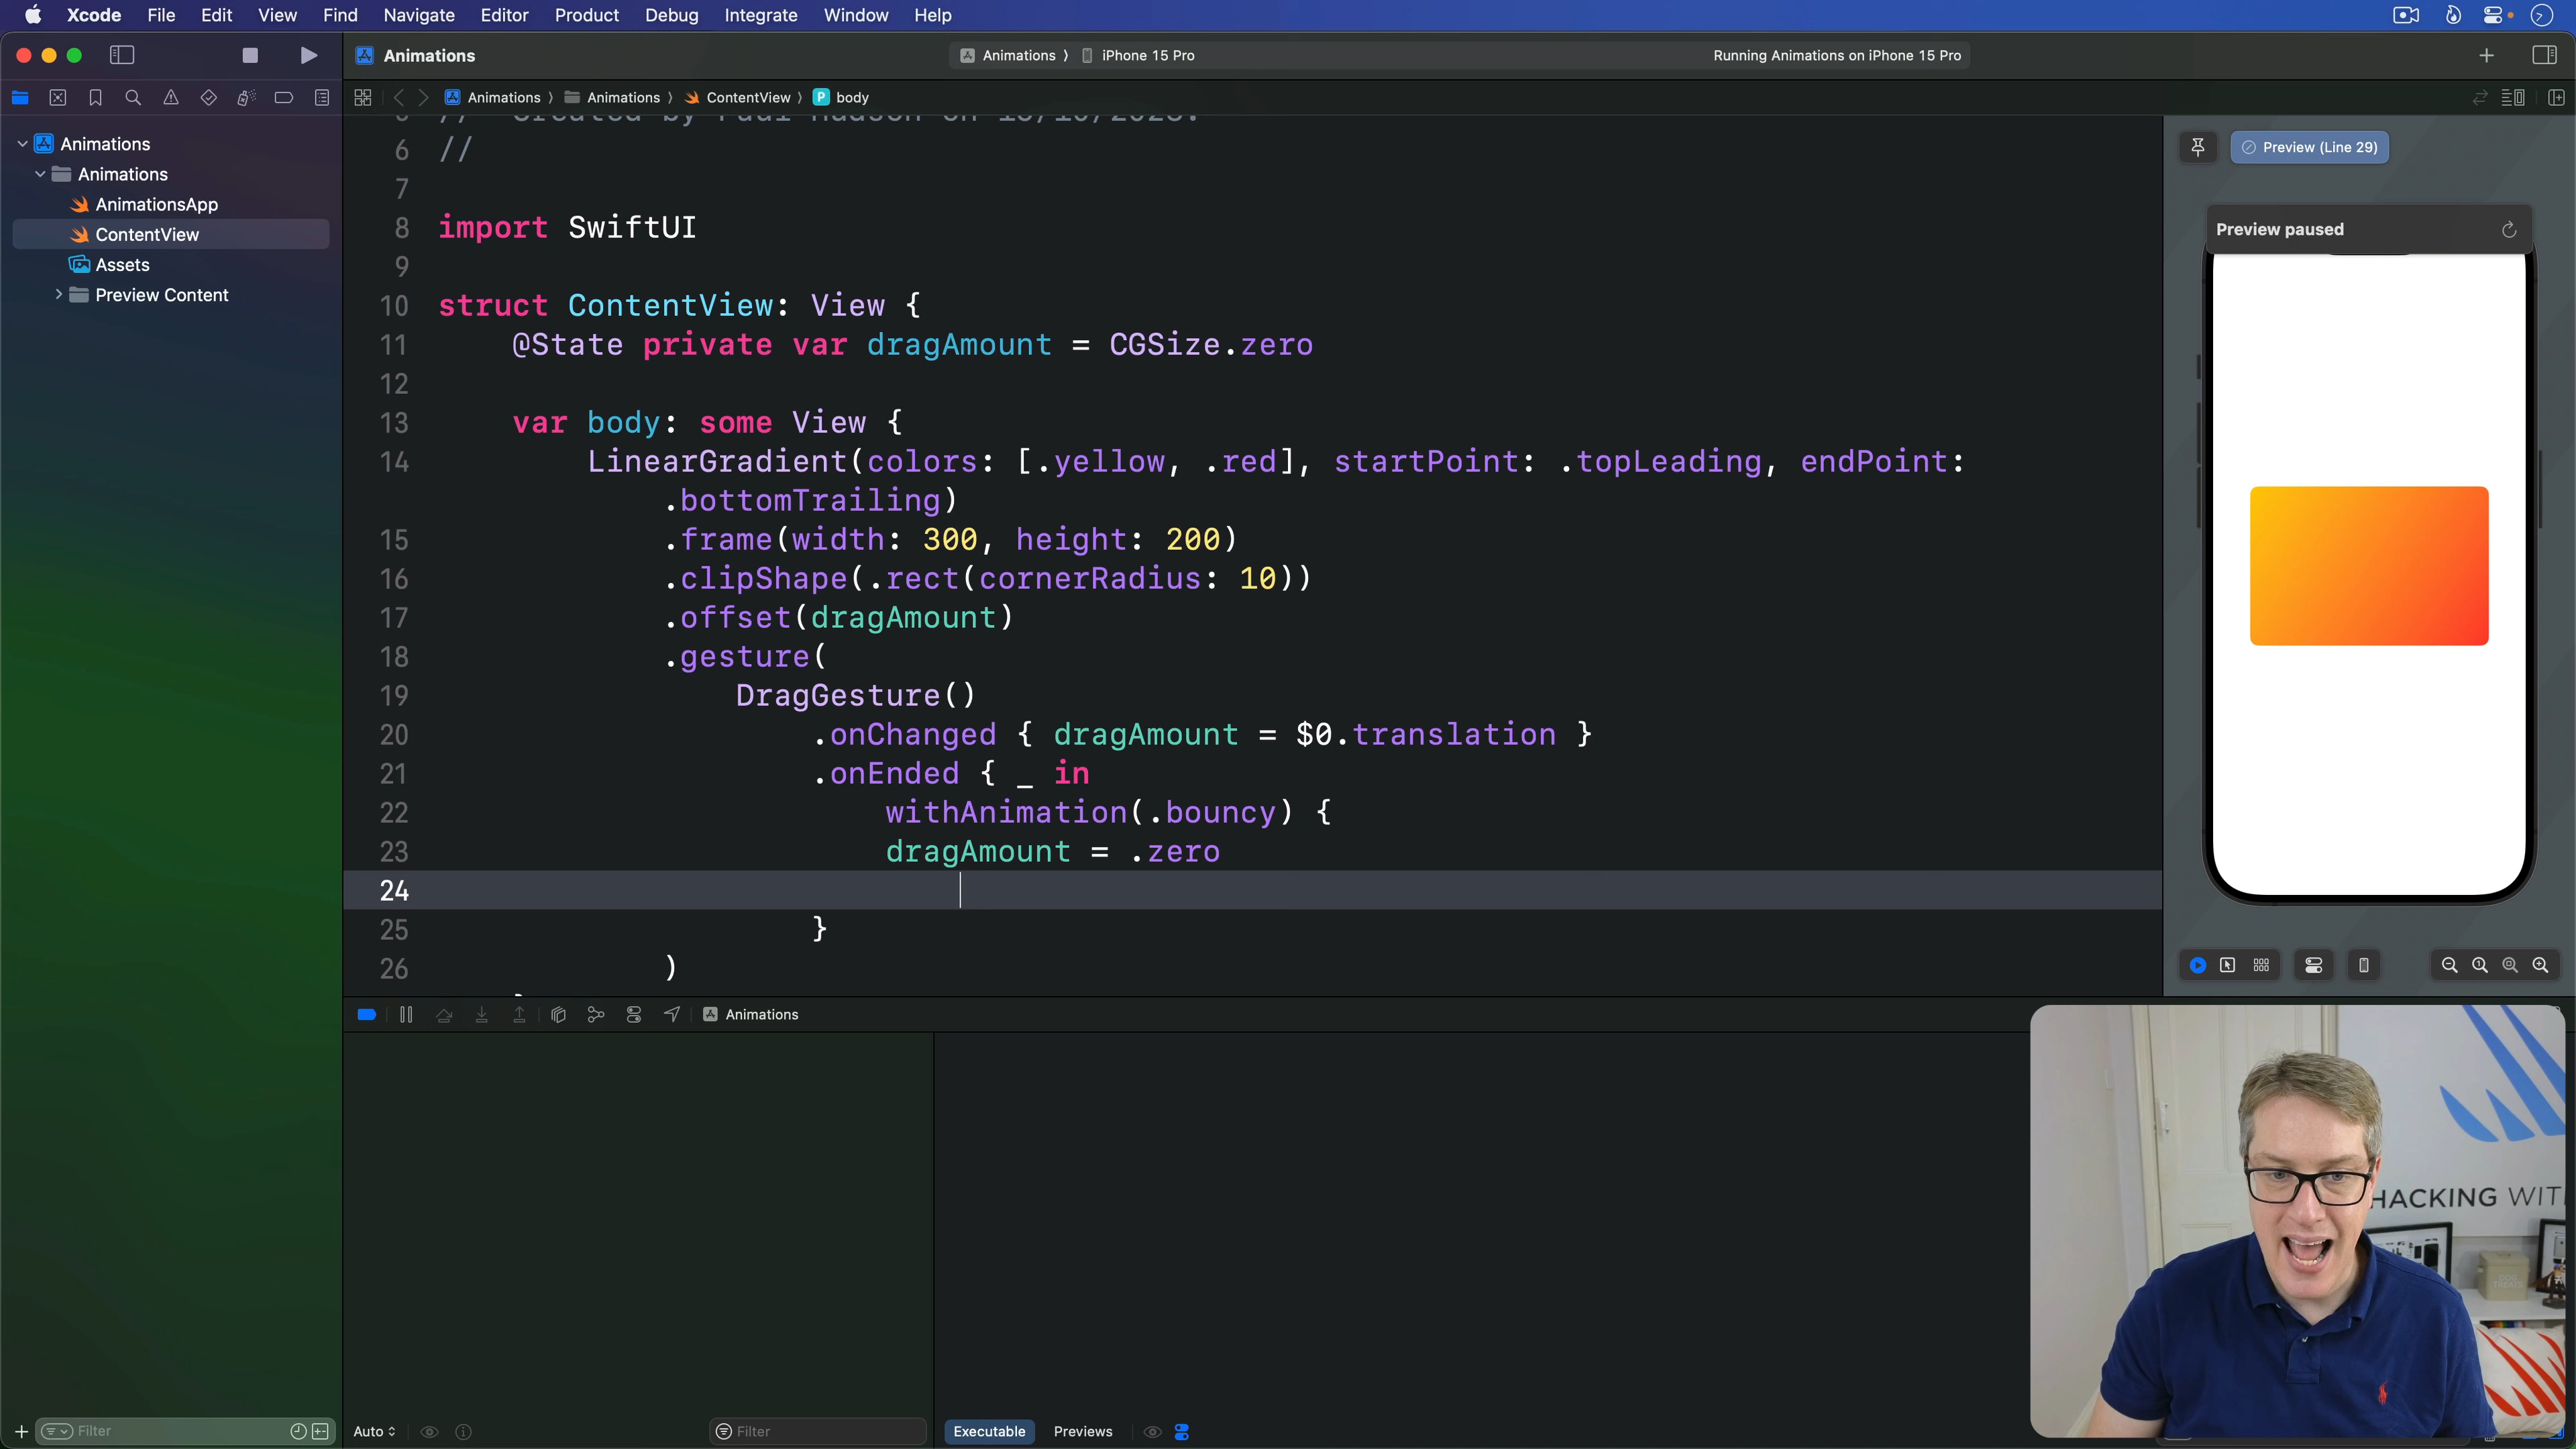 Xcode File Edit View Find Navigate Editor Product Debug Integrate Window Help
Animations
Animations 〉 iPhone 15 Pro
Running Animations on iPhone 15 Pro
Animations 〉 Animations 〉 ContentView 〉 P body
Animations
Animations
AnimationsApp
ContentView
Assets
Preview Content
6 //
7
8 import SwiftUI
9
10 struct ContentView: View {
11 @State private var dragAmount = CGSize.zero
12
13 var body: some View {
14 LinearGradient(colors: [.yellow, .red], startPoint: .topLeading, endPoint:
.bottomTrailing)
15 .frame(width: 300, height: 200)
16 .clipShape(.rect(cornerRadius: 10))
17 .offset(dragAmount)
18 .gesture(
19 DragGesture()
20 .onChanged { dragAmount = $0.translation }
21 .onEnded { _ in
22 withAnimation(.bouncy) {
23 dragAmount = .zero
24
25 }
26 )
Preview (Line 29)
Preview paused
Animations
HACKING WIT
Filter
Auto
Filter
Executable Previews